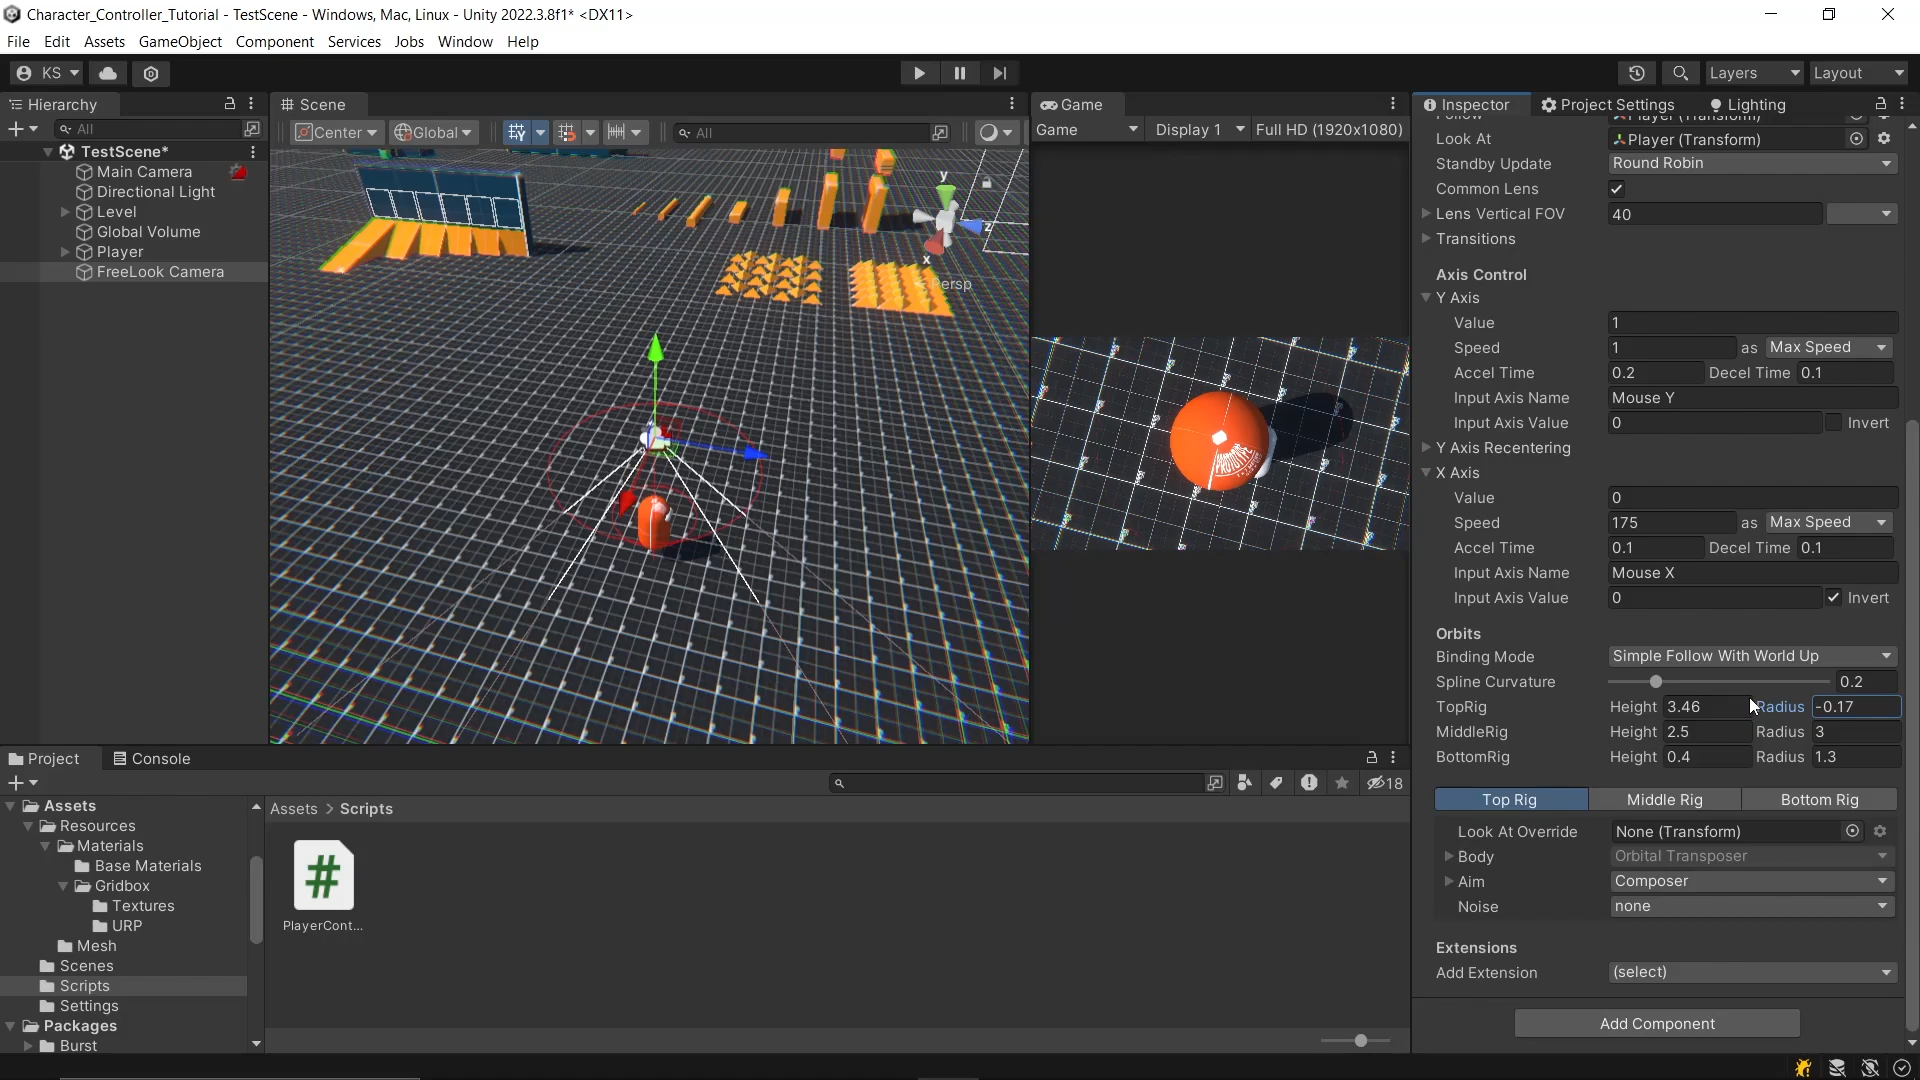 Character_Controller_Tutorial - TestScene - Windows, Mac, Linux - Unity 2022.3.8f1* <DX11>
File Edit Assets GameObject Component Services Jobs Window Help
KS Layers Layout
Hierarchy
All
TestScene*
Main Camera
Directional Light
Level
Global Volume
Player
FreeLook Camera
Scene
Center Global All
y
z
x
Persp
Game
Game Display 1 Full HD (1920x1080)
PROTOTYPE
Inspector Project Settings Lighting
Follow Player (Transform)
Look At Player (Transform)
Standby Update Round Robin
Common Lens
Lens Vertical FOV 40
Transitions
Axis Control
Y Axis
Value 1
Speed 1 as Max Speed
Accel Time 0.2 Decel Time 0.1
Input Axis Name Mouse Y
Input Axis Value 0 Invert
Y Axis Recentering
X Axis
Value 0
Speed 175 as Max Speed
Accel Time 0.1 Decel Time 0.1
Input Axis Name Mouse X
Input Axis Value 0 Invert
Orbits
Binding Mode Simple Follow With World Up
Spline Curvature 0.2
TopRig Height 3.46 Radius -0.17
MiddleRig Height 2.5 Radius 3
BottomRig Height 0.4 Radius 1.3
Top Rig Middle Rig Bottom Rig
Look At Override None (Transform)
Body Orbital Transposer
Aim Composer
Noise none
Extensions
Add Extension (select)
Add Component
Project Console
18
Assets
Resources
Materials
Base Materials
Gridbox
Textures
URP
Mesh
Scenes
Scripts
Settings
Packages
Burst
Assets > Scripts
#
PlayerCont...